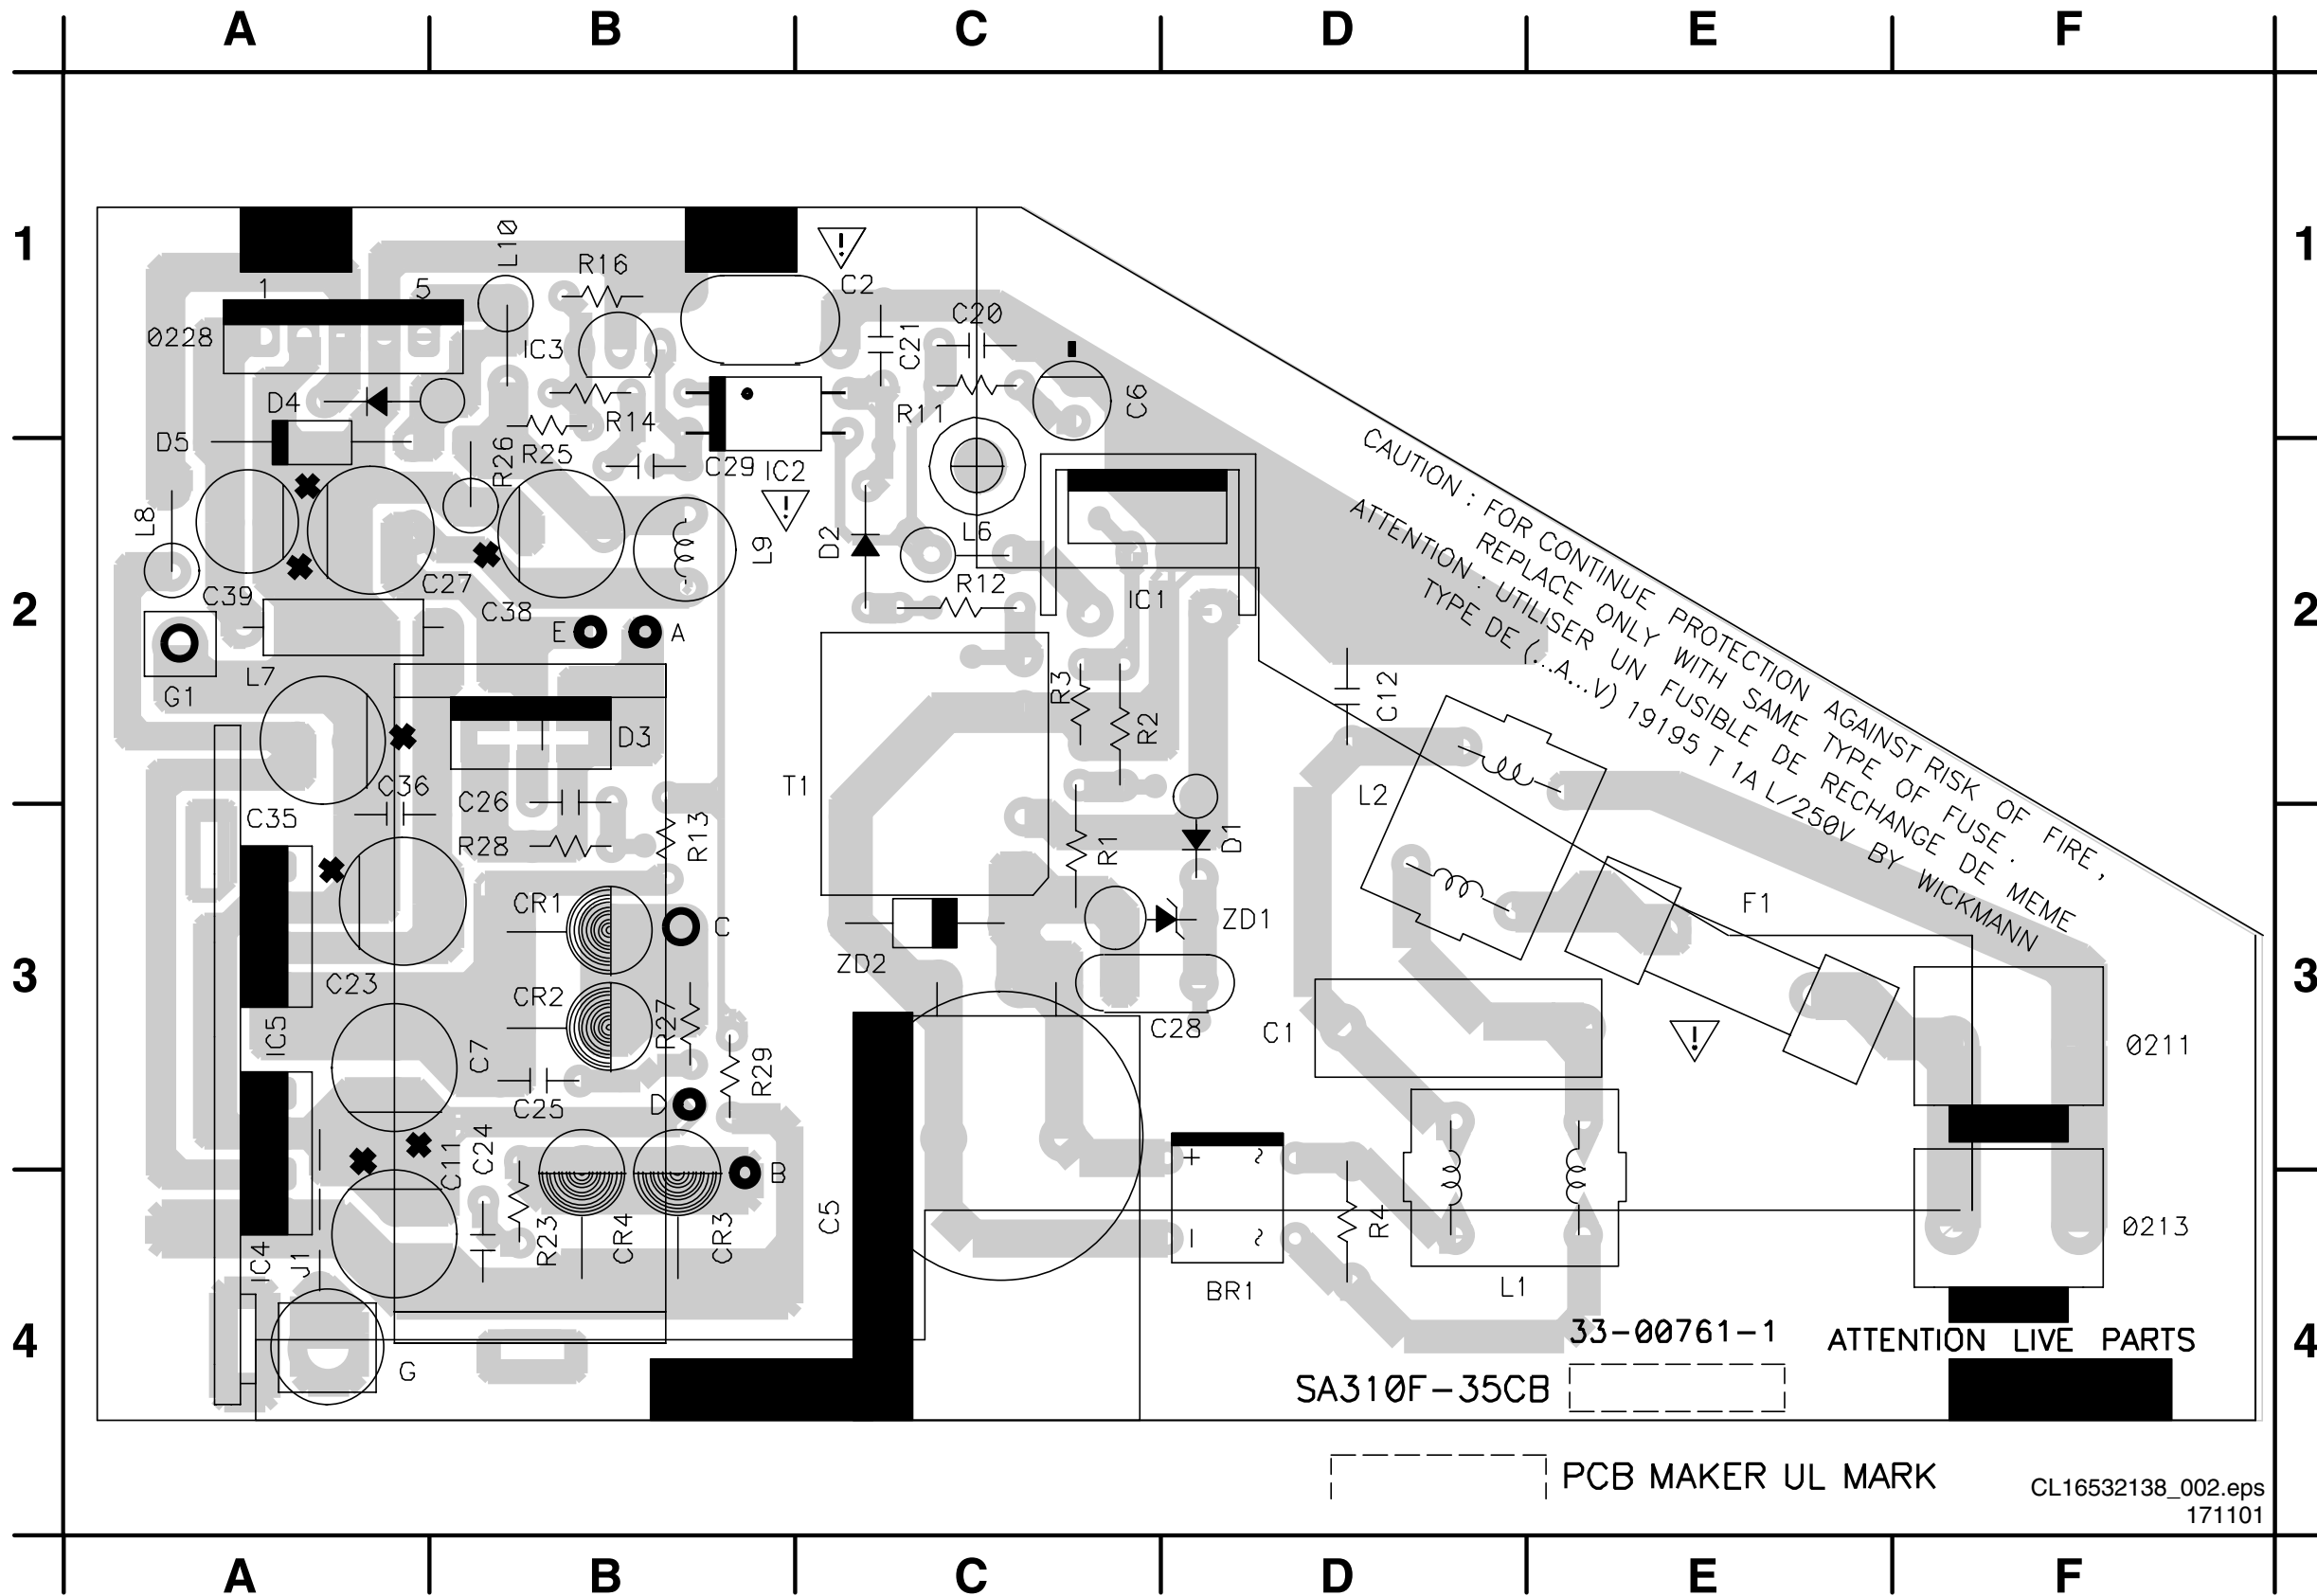 A B C D E F
1 1
L10
R16
C2
1 5
C20
0228
IC3
C21
D4
R14
R11
C6
D5
R26
R25
C29
IC2
CAUTION : FOR CONTINUE PROTECTION AGAINST RISK OF FIRE,
REPLACE ONLY WITH SAME TYPE OF FUSE.
ATTENTION : UTILISER UN FUSIBLE DE RECHANGE DE MEME
TYPE DE (...A...V) 19195 T 1A L/250V BY WICKMANN
L8
L9
D2
L6
2 2
C39
C27
C38
R12
IC1
E A
G1
L7
R3
R2
C12
D3
T1
C36
C26
L2
C35
R28
R13
R1
D1
CR1
C
ZD1
F1
ZD2
3 3
C23
CR2
R27
IC5
C7
R29
C28
C1
0211
C25
D
C11
C24
+ ~
B
C5
R4
0213
IC4
J1
R23
CR4
CR3
- ~
BR1
L1
4 4
33-00761-1
ATTENTION LIVE PARTS
G
SA310F-35CB
PCB MAKER UL MARK
CL16532138_002.eps
171101
A B C D E F